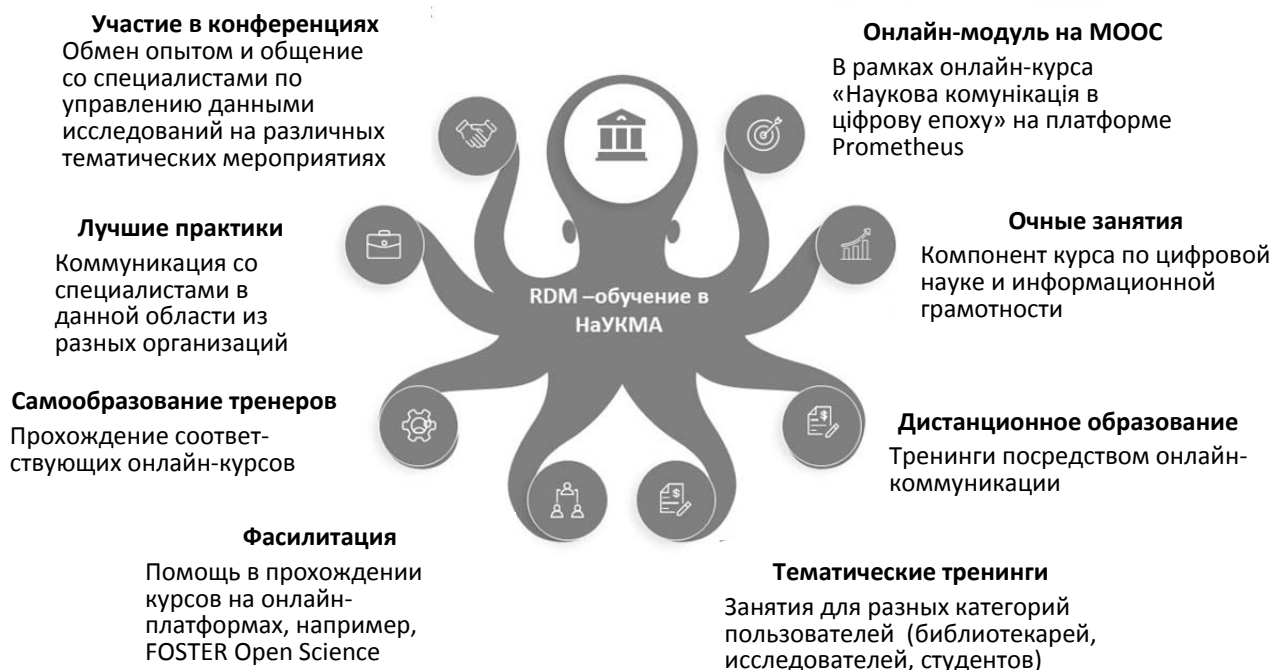 Участие в конференциях
Обмен опытом и общение
со специалистами по
управлению данными
исследований на различных
тематических мероприятиях
Лучшие практики
Коммуникация со
специалистами в
данной области из
разных организаций
Самообразование тренеров
Прохождение соответ-
ствующих онлайн-курсов
Фасилитация
Помощь в прохождении
курсов на онлайн-
платформах, например,
FOSTER Open Science
RDM –обучение в
НаУКМА
Онлайн-модуль на МООС
В рамках онлайн-курса
«Наукова комунікація в
ціфрову епоху» на платформе
Prometheus
Очные занятия
Компонент курса по цифровой
науке и информационной
грамотности
Дистанционное образование
Тренинги посредством онлайн-
коммуникации
Тематические тренинги
Занятия для разных категорий
пользователей (библиотекарей,
исследователей, студентов)